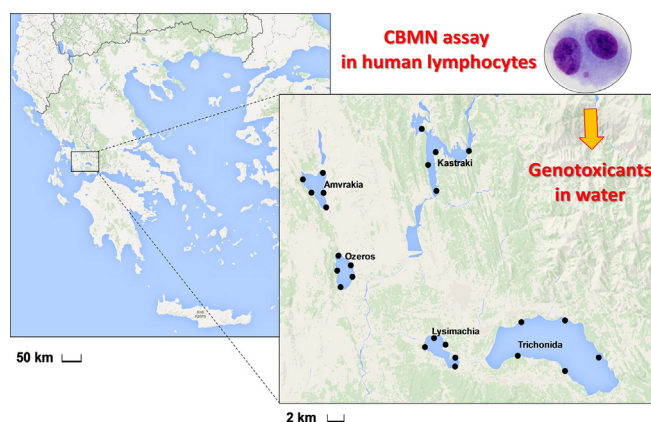 CBMN assay
in human lymphocytes
Genotoxicants
in water
Kastraki
Amvrakia
Ozeros
Lysimachia
Trichonida
50 km
2 km